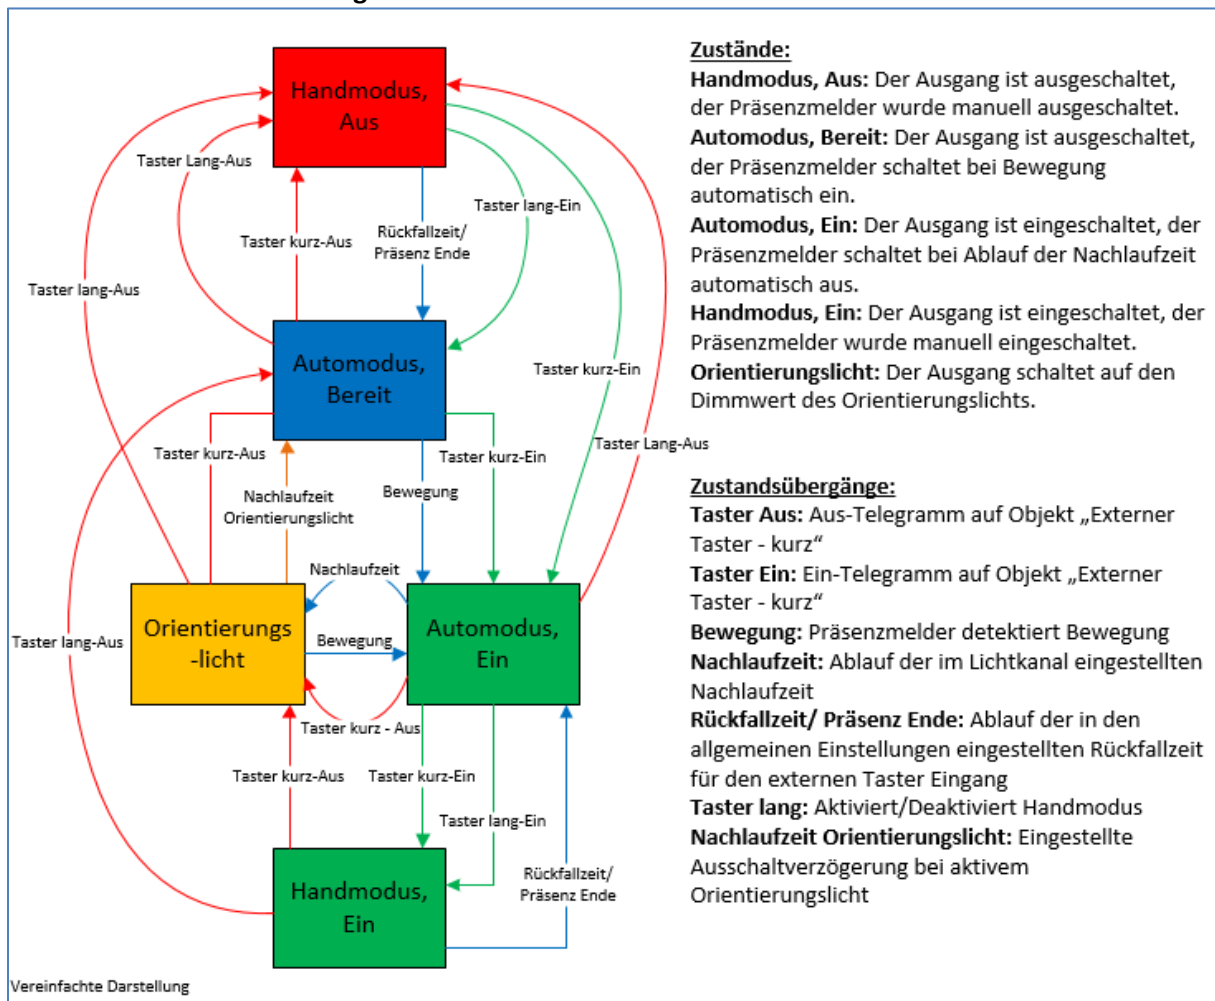 g
Handmodus,
Aus
Taster Lang-Aus
Taster lang-Ein
Taster kurz-Aus
Rückfallzeit/
Präsenz Ende
Taster lang-Aus
Automodus,
Bereit
Taster kurz-Ein
Taster Lang-Aus
Taster kurz-Aus
Taster kurz-Ein
Bewegung
Nachlaufzeit
Orientierungslicht
Nachlaufzeit
Orientierungs
-licht
Bewegung
Automodus,
Ein
Taster lang-Aus
Taster kurz - Aus
Taster kurz-Aus
Taster kurz-Ein
Taster lang-Ein
Handmodus,
Ein
Rückfallzeit/
Präsenz Ende
Vereinfachte Darstellung
Zustände:
Handmodus, Aus: Der Ausgang ist ausgeschaltet,
der Präsenzmelder wurde manuell ausgeschaltet.
Automodus, Bereit: Der Ausgang ist ausgeschaltet,
der Präsenzmelder schaltet bei Bewegung
automatisch ein.
Automodus, Ein: Der Ausgang ist eingeschaltet, der
Präsenzmelder schaltet bei Ablauf der Nachlaufzeit
automatisch aus.
Handmodus, Ein: Der Ausgang ist eingeschaltet, der
Präsenzmelder wurde manuell eingeschaltet.
Orientierungslicht: Der Ausgang schaltet auf den
Dimmwert des Orientierungslichts.
Zustandsübergänge:
Taster Aus: Aus-Telegramm auf Objekt „Externer
Taster - kurz“
Taster Ein: Ein-Telegramm auf Objekt „Externer
Taster - kurz“
Bewegung: Präsenzmelder detektiert Bewegung
Nachlaufzeit: Ablauf der im Lichtkanal eingestellten
Nachlaufzeit
Rückfallzeit/ Präsenz Ende: Ablauf der in den
allgemeinen Einstellungen eingestellten Rückfallzeit
für den externen Taster Eingang
Taster lang: Aktiviert/Deaktiviert Handmodus
Nachlaufzeit Orientierungslicht: Eingestellte
Ausschaltverzögerung bei aktivem
Orientierungslicht